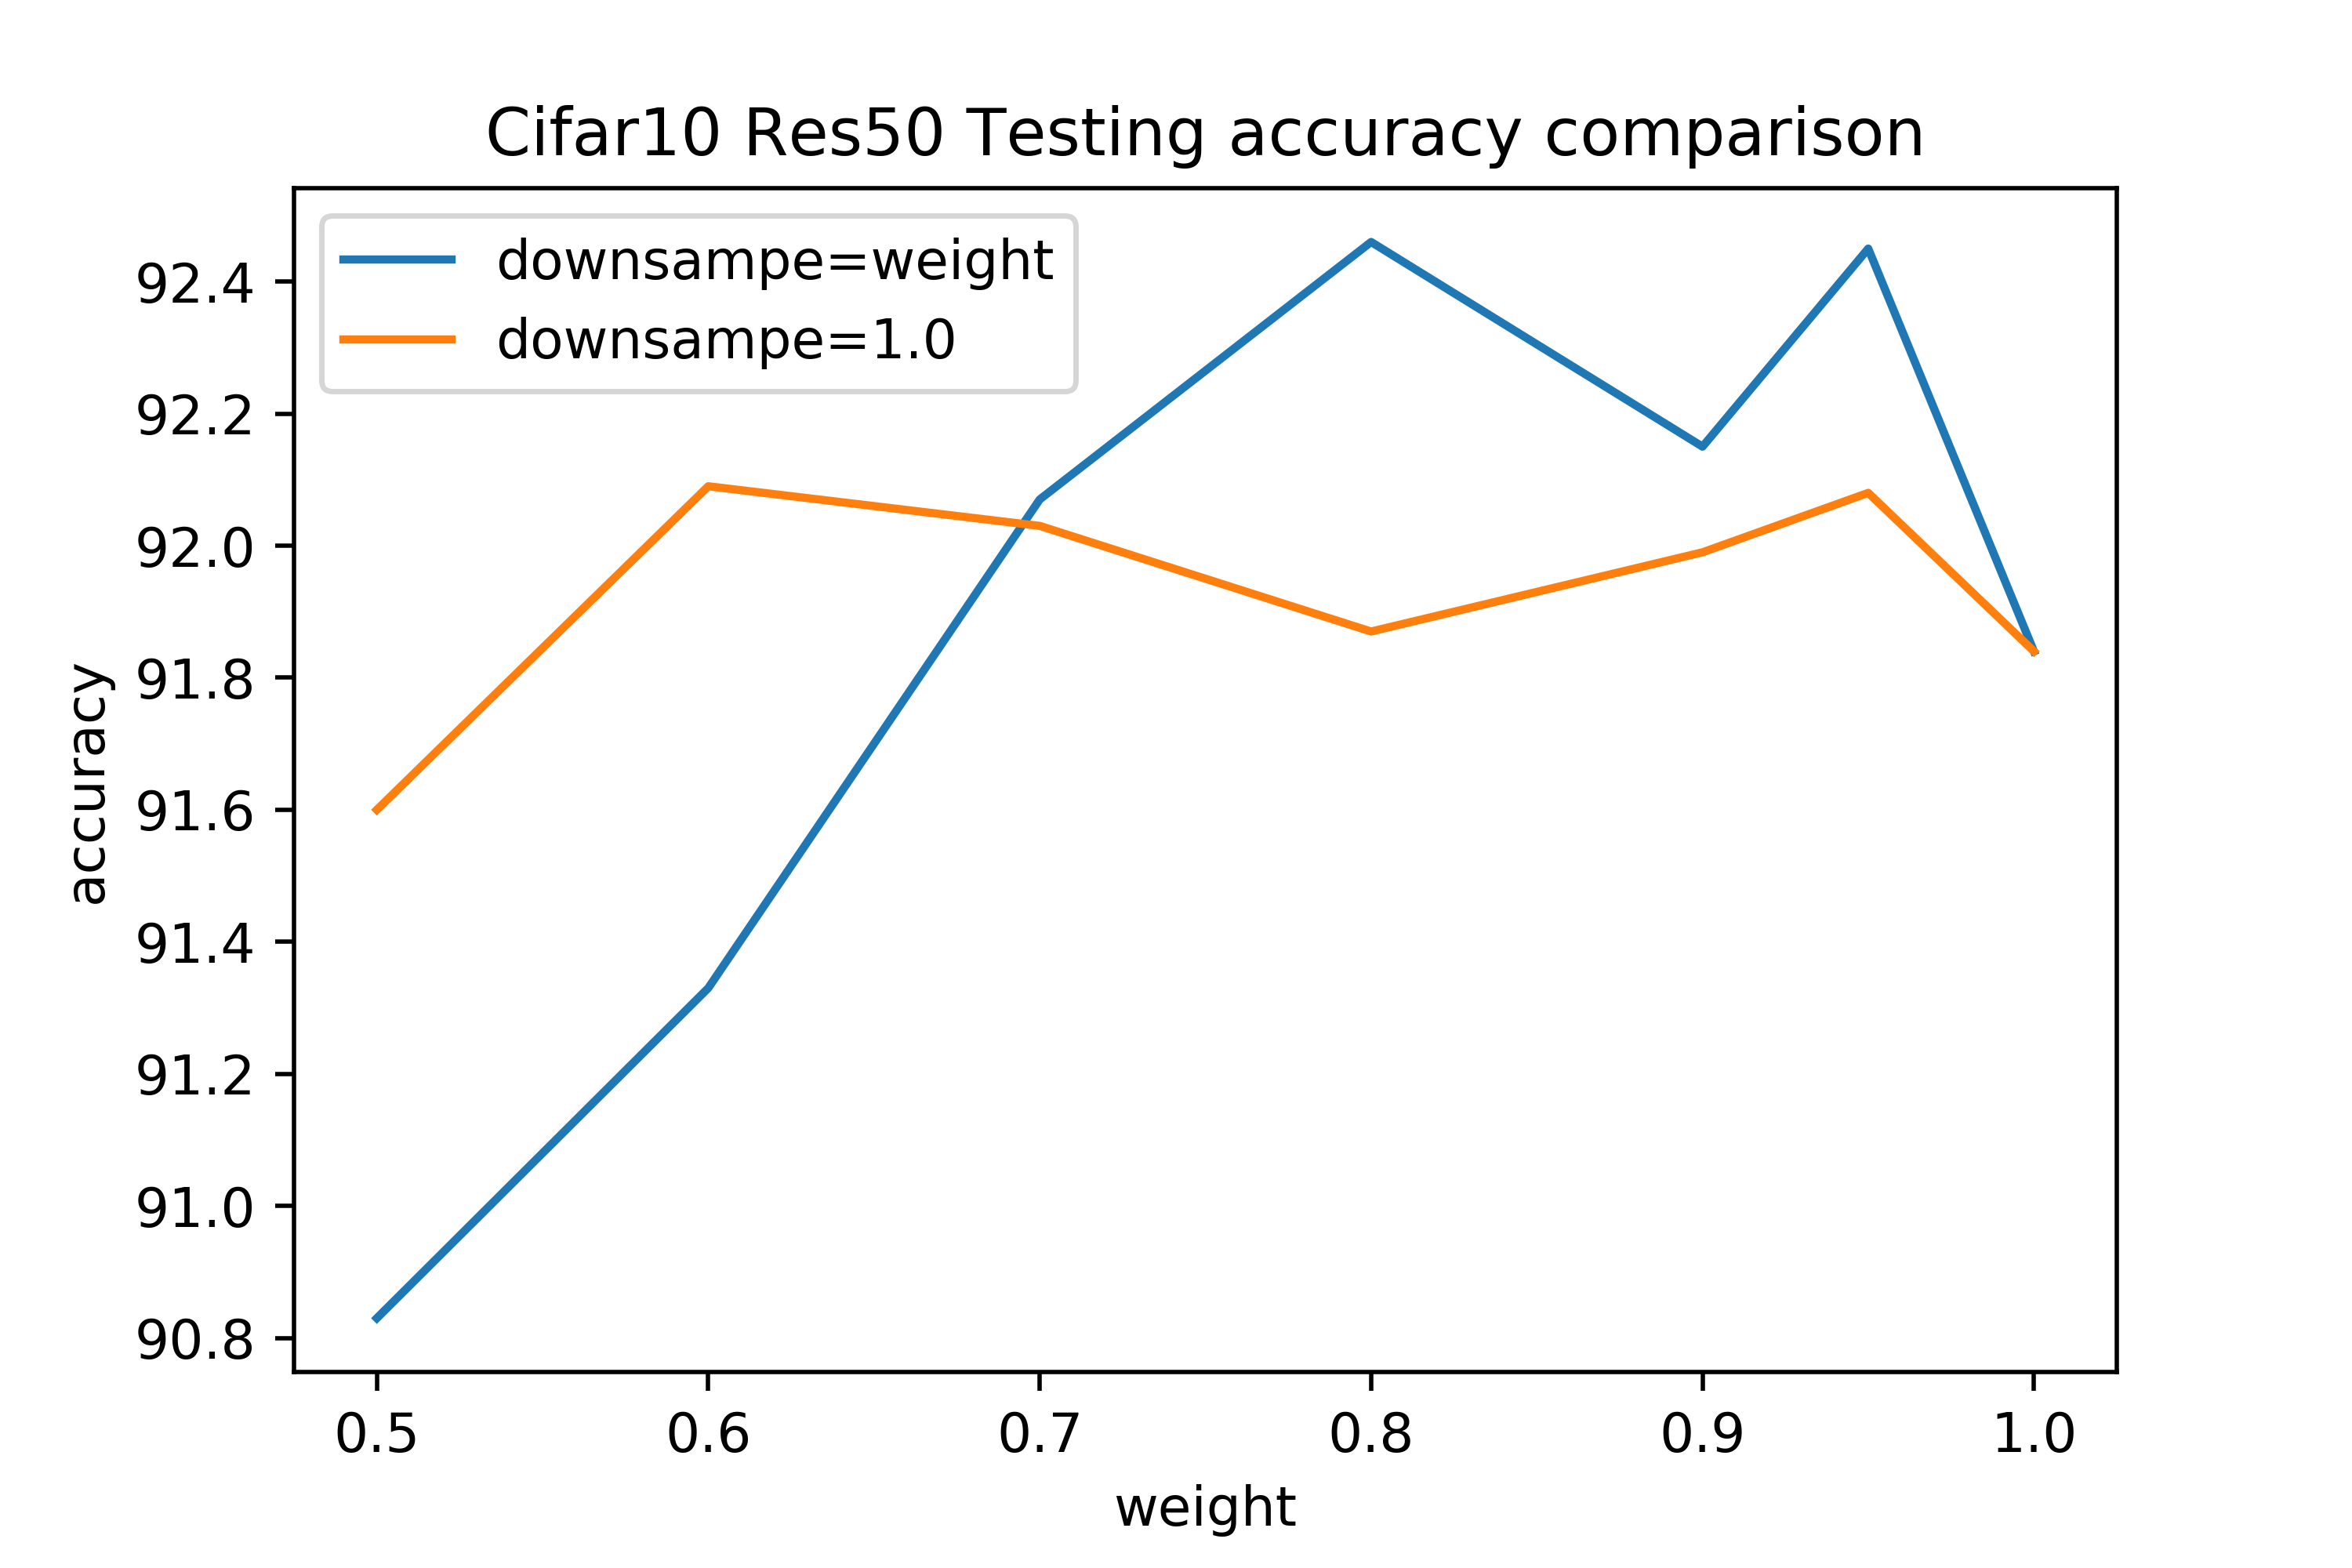 Cifar10 Res50 Testing accuracy comparison
downsampe=weight
downsampe=1.0
92.4
92.2
92.0
91.8
91.6
91.4
91.2
91.0
90.8
accuracy
0.5 0.6 0.7 0.8 0.9 1.0
weight